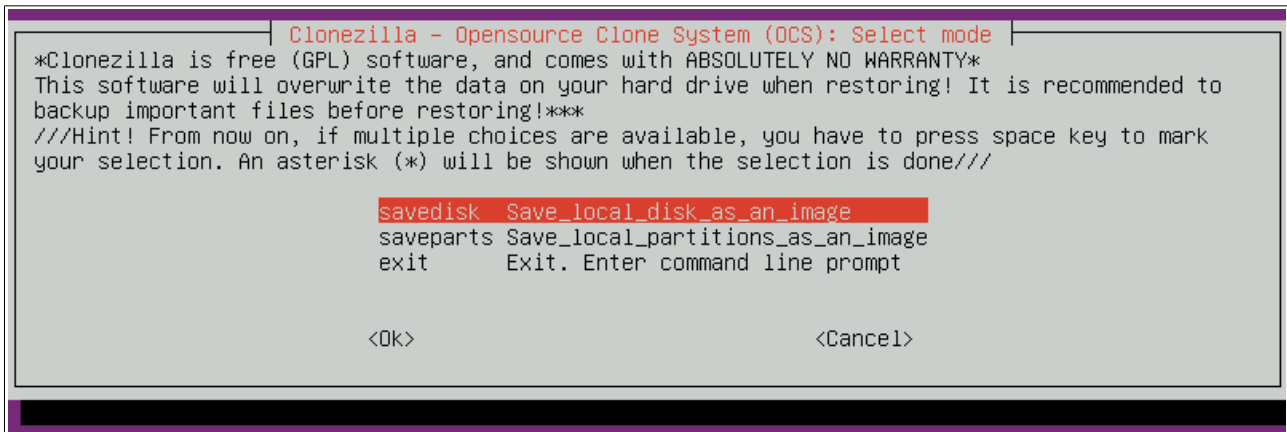 Clonezilla - Opensource Clone System (OCS): Select mode
*Clonezilla is free (GPL) software, and comes with ABSOLUTELY NO WARRANTY*
This software will overwrite the data on your hard drive when restoring! It is recommended to
backup important files before restoring!***
///Hint! From now on, if multiple choices are available, you have to press space key to mark
your selection. An asterisk (*) will be shown when the selection is done///
savedisk Save_local_disk_as_an_image
saveparts Save_local_partitions_as_an_image
exit Exit. Enter command line prompt
<Ok> <Cancel>